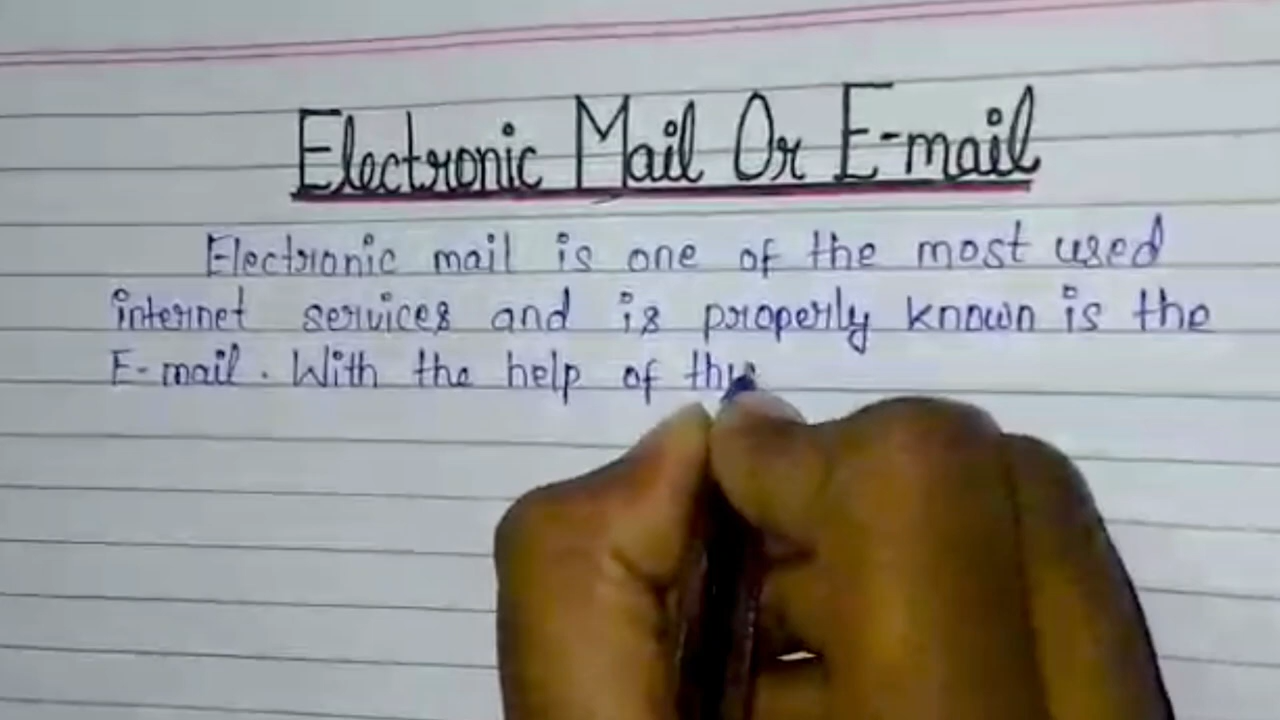 Electronic Mail Or E-mail
Electronic mail is one of the most used
internet services and is properly known is the
E-mail. With the help of